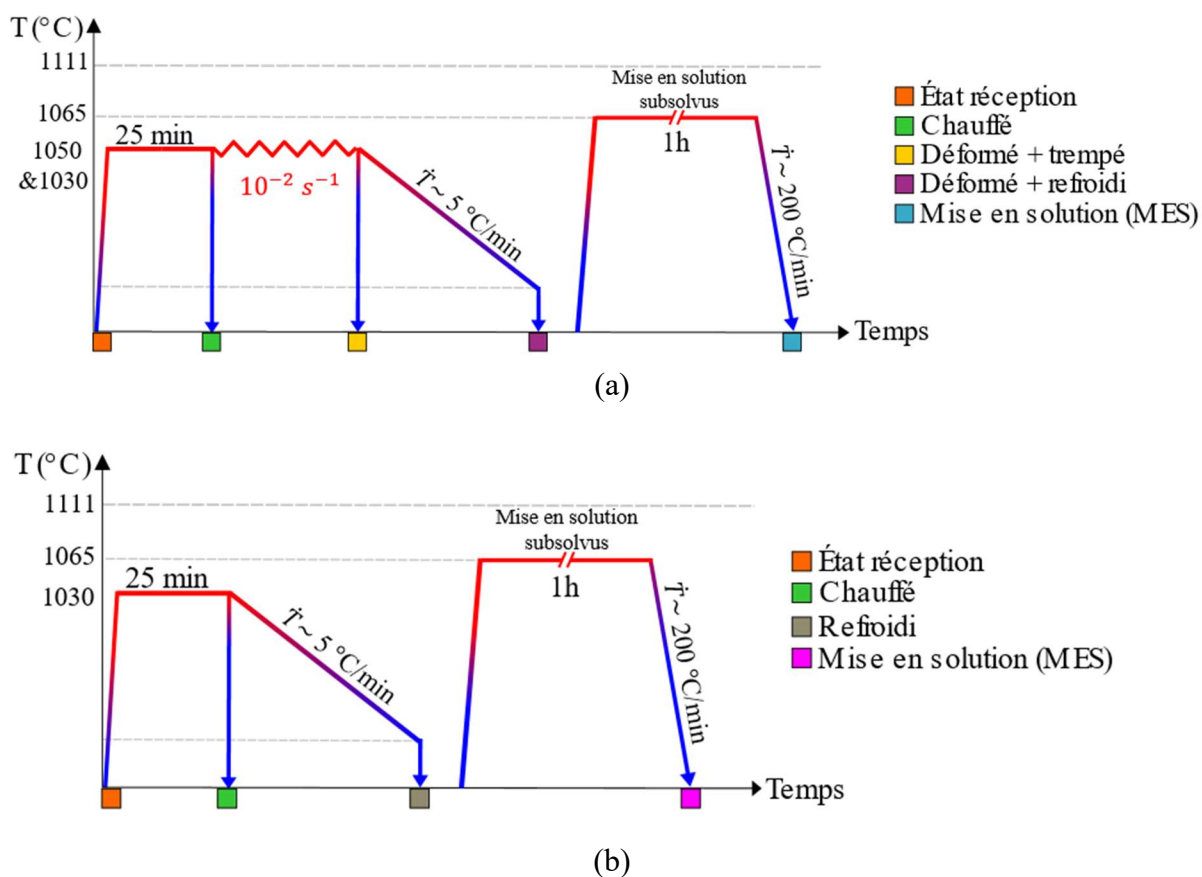 T(°C)
1111
1065
1050
&1030
25 min
10⁻² s⁻¹
Ṫ ~ 5 °C/min
Mise en solution
subsolvus
1h
Ṫ ~ 200 °C/min
Temps
État réception
Chauffé
Déformé + trempé
Déformé + refroidi
Mise en solution (MES)
(a)
T(°C)
1111
1065
1030
25 min
Ṫ ~ 5 °C/min
Mise en solution
subsolvus
1h
Ṫ ~ 200 °C/min
Temps
État réception
Chauffé
Refroidi
Mise en solution (MES)
(b)